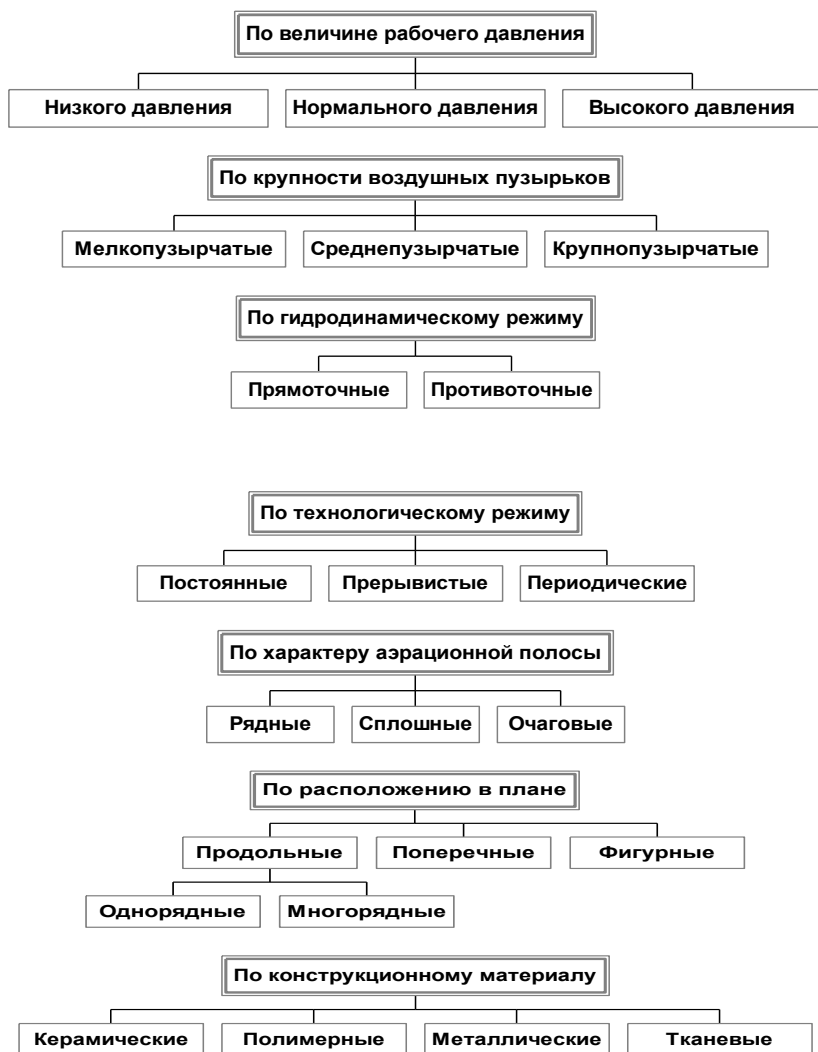 По величине рабочего давления
Низкого давления
Нормального давления
Высокого давления
По крупности воздушных пузырьков
Мелкопузырчатые
Среднепузырчатые
Крупнопузырчатые
По гидродинамическому режиму
Прямоточные
Противоточные
По технологическому режиму
Постоянные
Прерывистые
Периодические
По характеру аэрационной полосы
Рядные
Сплошные
Очаговые
По расположению в плане
Продольные
Поперечные
Фигурные
Однорядные
Многорядные
По конструкционному материалу
Керамические
Полимерные
Металлические
Тканевые